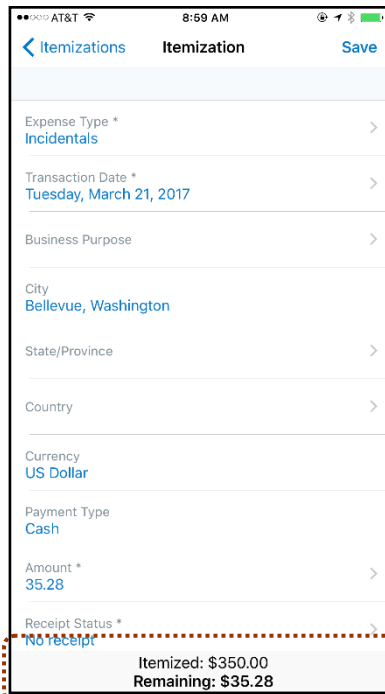 AT&T 8:59 AM
Itemizations Itemization Save
Expense Type *
Incidentals
Transaction Date *
Tuesday, March 21, 2017
Business Purpose
City
Bellevue, Washington
State/Province
Country
Currency
US Dollar
Payment Type
Cash
Amount *
35.28
Receipt Status *
No receipt
Itemized: $350.00
Remaining: $35.28